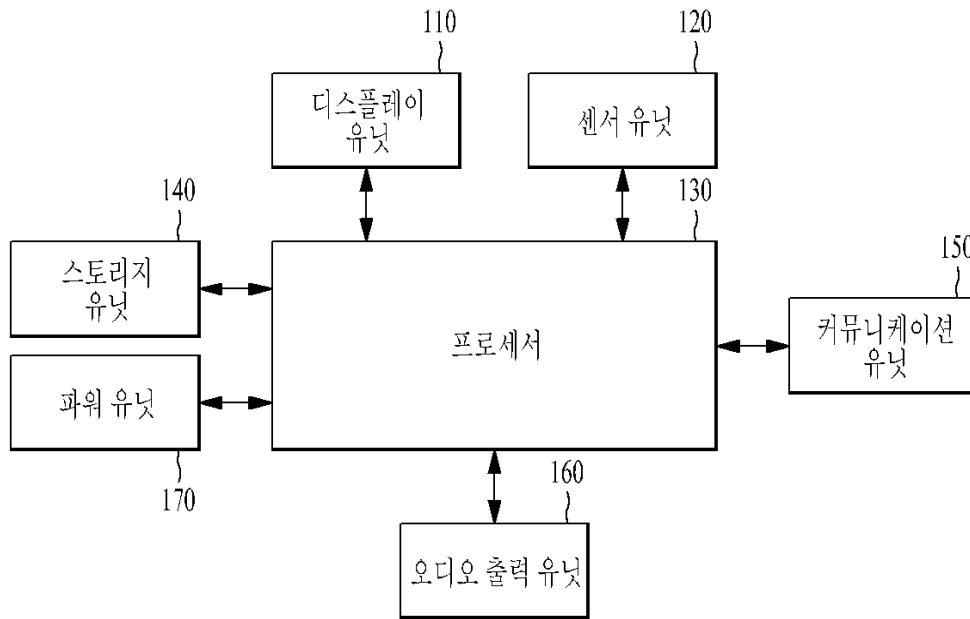 110
120
디스플레이
유닛
센서 유닛
140
130
150
스토리지
유닛
프로세서
커뮤니케이션
유닛
파워 유닛
170
160
오디오 출력 유닛